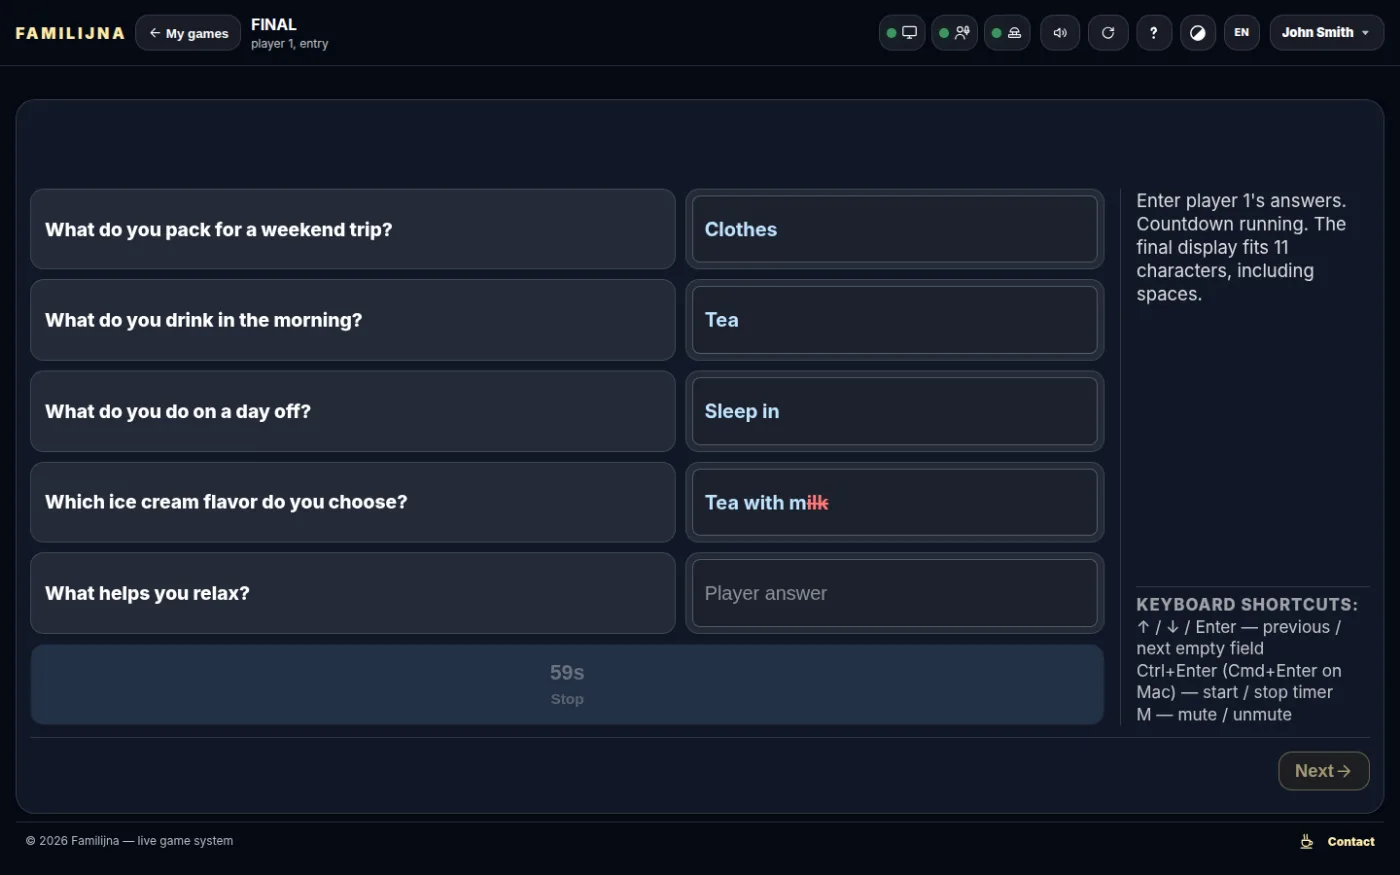 FAMILIJNA
← My games
FINAL
player 1, entry
?
EN
John Smith
What do you pack for a weekend trip?
Clothes
What do you drink in the morning?
Tea
What do you do on a day off?
Sleep in
Which ice cream flavor do you choose?
Tea with milk
What helps you relax?
Player answer
59s
Stop
Enter player 1's answers.
Countdown running. The
final display fits 11
characters, including
spaces.
KEYBOARD SHORTCUTS:
↑ / ↓ / Enter — previous /
next empty field
Ctrl+Enter (Cmd+Enter on
Mac) — start / stop timer
M — mute / unmute
Next →
© 2026 Familijna — live game system
Contact